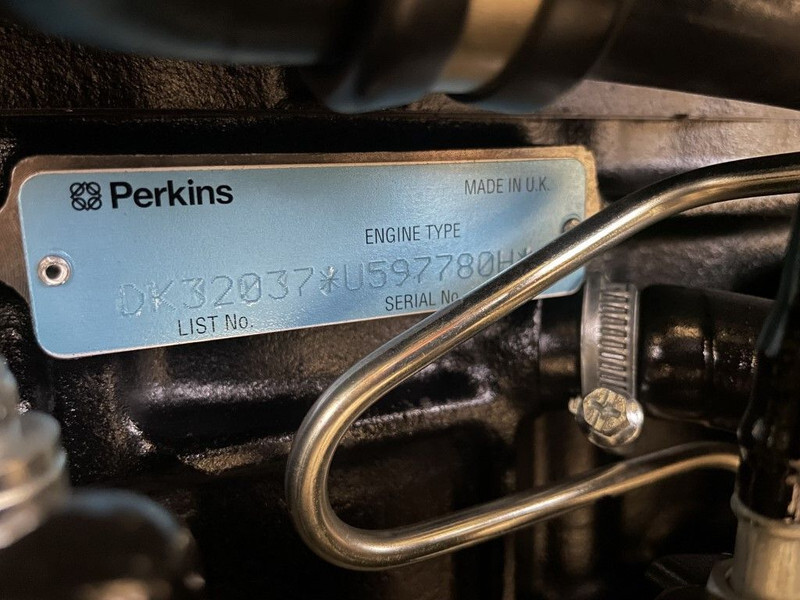 Perkins
MADE IN U.K.
ENGINE TYPE
DK32037*U597780H*
LIST No.
SERIAL No.